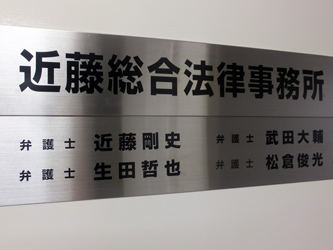 近藤総合法律事務所
弁護士 近藤剛史 弁護士 武田大輔
弁護士 生田哲也 弁護士 松倉俊光